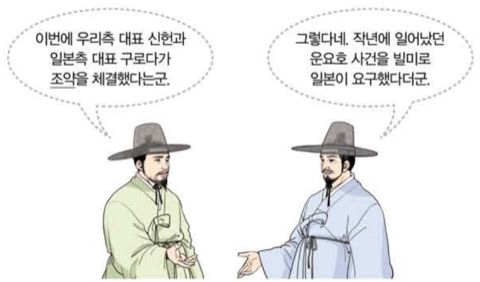 이번에 우리측 대표 신헌과
일본측 대표 구로다가
조약을 체결했다는군.
그렇다네. 작년에 일어났던
운요호 사건을 빌미로
일본이 요구했다더군.